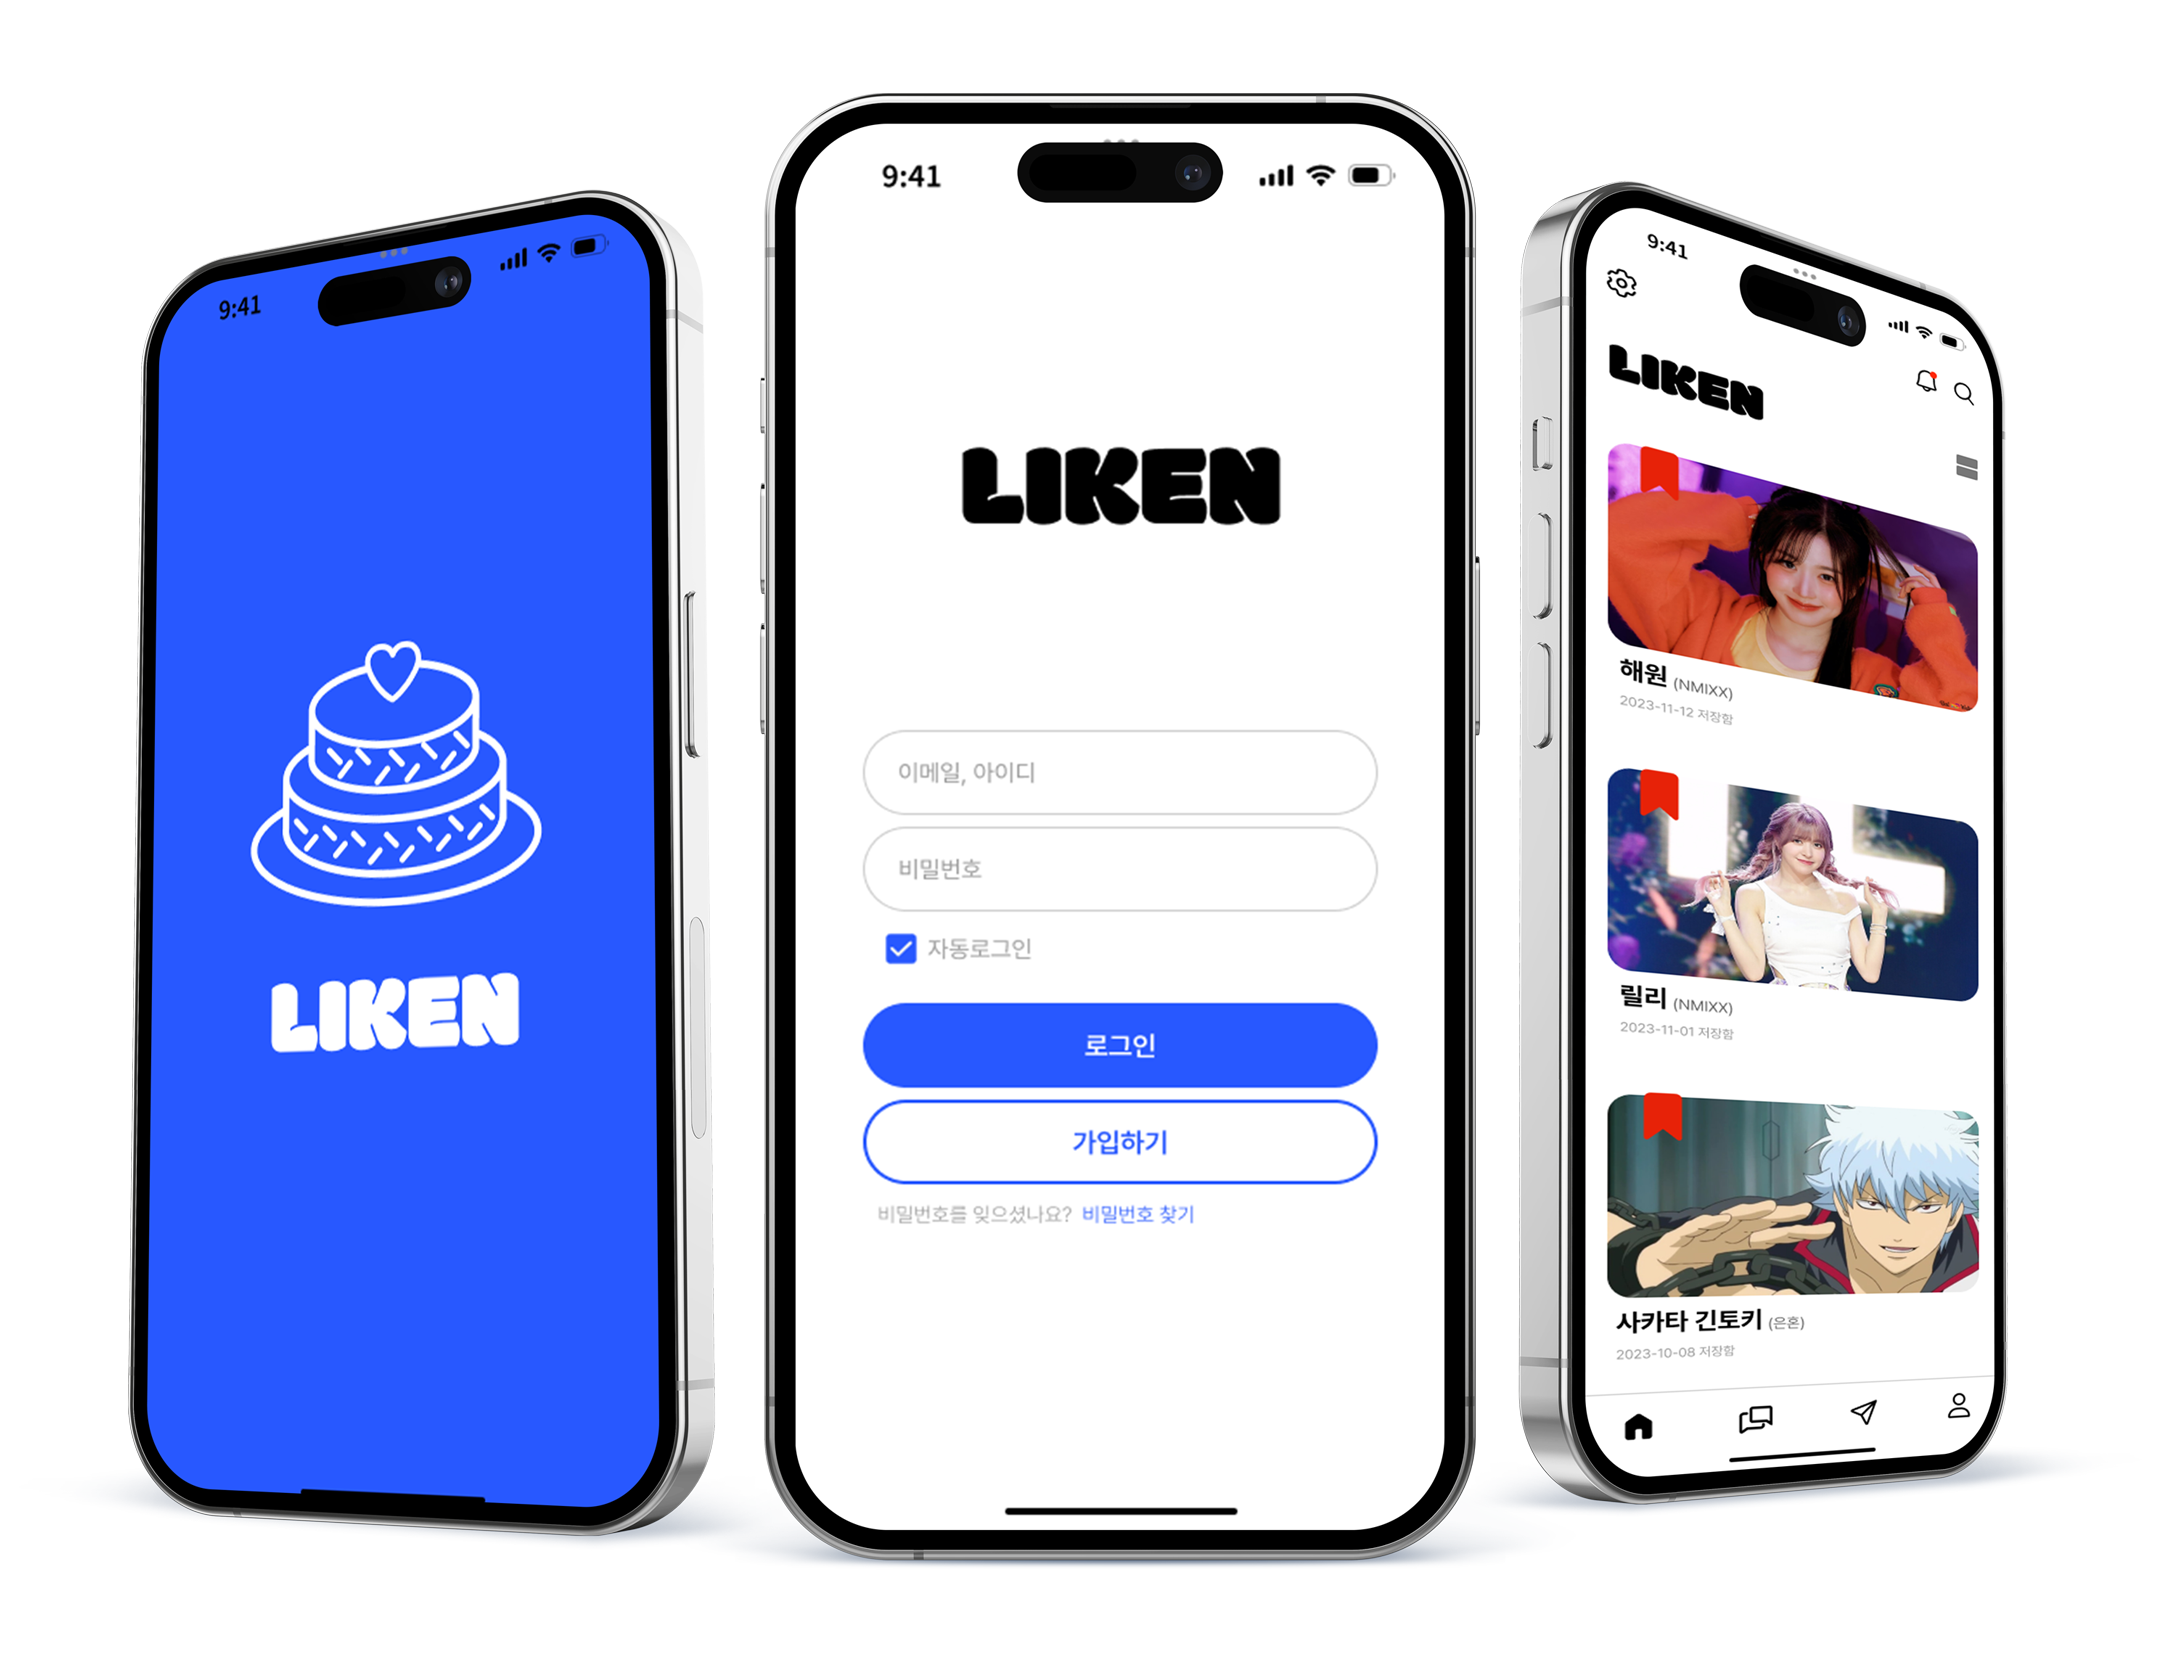 9:41
LIKEN
9:41
LIKEN
이메일, 아이디
비밀번호
자동로그인
로그인
가입하기
비밀번호를 잊으셨나요? 비밀번호 찾기
9:41
LIKEN
해원 (NMIXX)
2023-11-12 저장함
릴리 (NMIXX)
2023-11-01 저장함
사카타 긴토키 (은혼)
2023-10-08 저장함